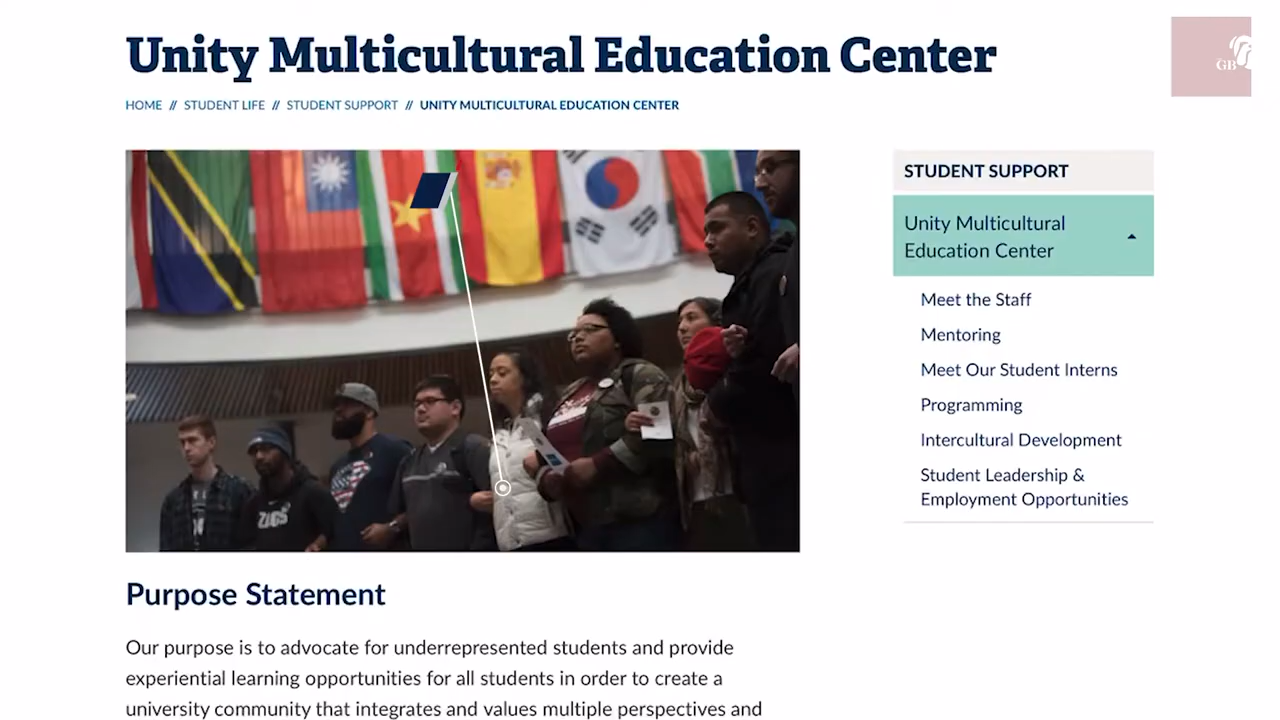 Unity Multicultural Education Center
GB
HOME // STUDENT LIFE // STUDENT SUPPORT // UNITY MULTICULTURAL EDUCATION CENTER
STUDENT SUPPORT
Unity Multicultural
Education Center
Meet the Staff
Mentoring
Meet Our Student Interns
Programming
Intercultural Development
Student Leadership &
Employment Opportunities
ZAGS
Purpose Statement
Our purpose is to advocate for underrepresented students and provide
experiential learning opportunities for all students in order to create a
university community that integrates and values multiple perspectives and